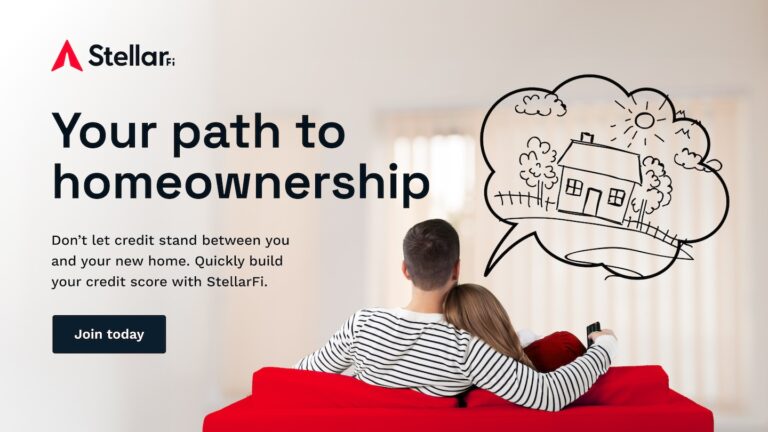 StellarFi
Your path to
homeownership
Don’t let credit stand between you
and your new home. Quickly build
your credit score with StellarFi.
Join today